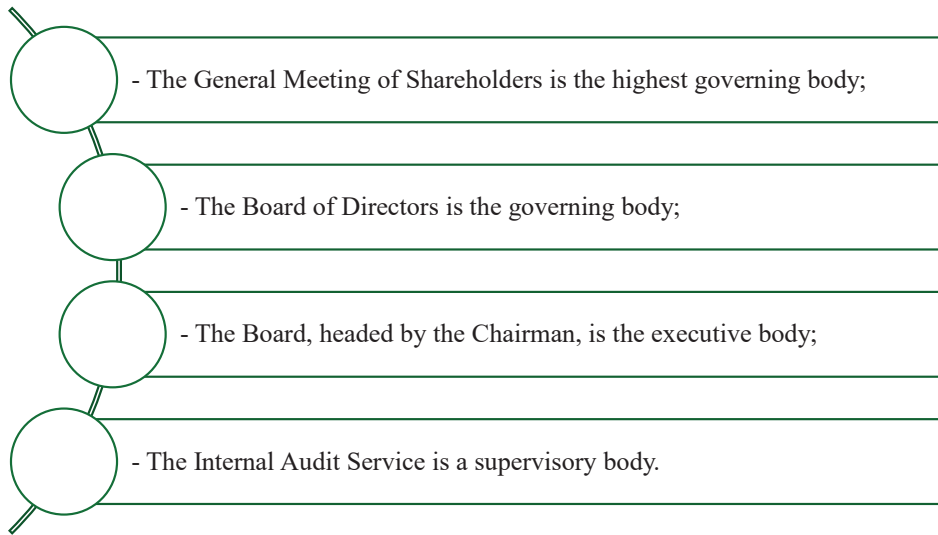 - The General Meeting of Shareholders is the highest governing body;
- The Board of Directors is the governing body;
- The Board, headed by the Chairman, is the executive body;
- The Internal Audit Service is a supervisory body.